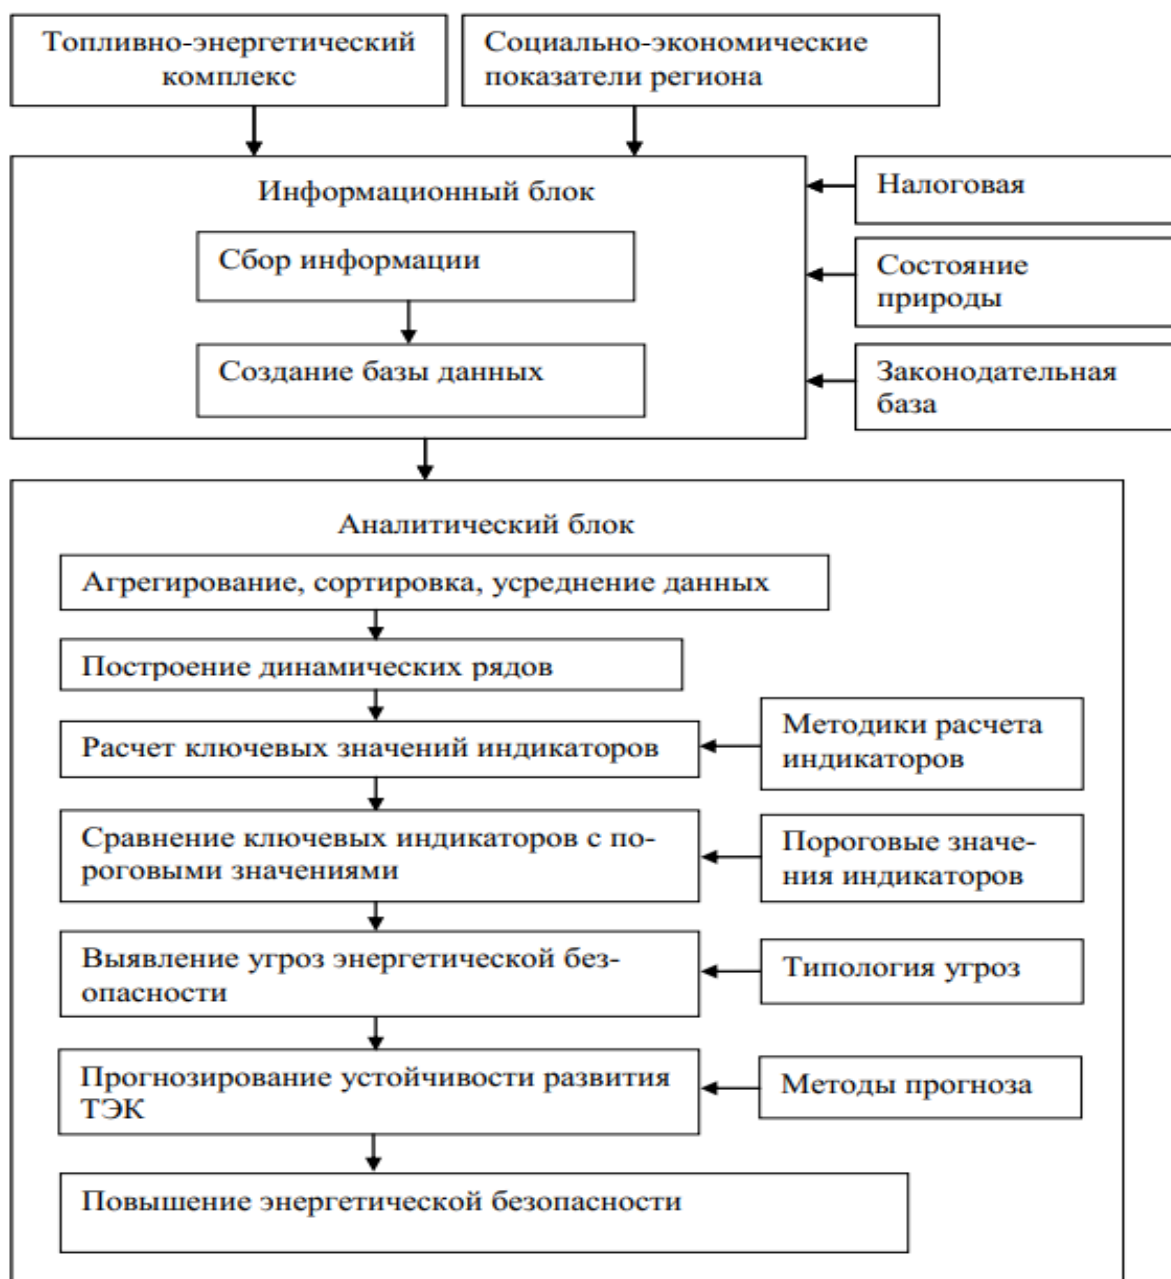 Топливно-энергетический
комплекс
Социально-экономические
показатели региона
Информационный блок
Сбор информации
Создание базы данных
Налоговая
Состояние
природы
Законодательная
база
Аналитический блок
Агрегирование, сортировка, усреднение данных
Построение динамических рядов
Расчет ключевых значений индикаторов
Методики расчета
индикаторов
Сравнение ключевых индикаторов с по-
роговыми значениями
Пороговые значе-
ния индикаторов
Выявление угроз энергетической без-
опасности
Типология угроз
Прогнозирование устойчивости развития
ТЭК
Методы прогноза
Повышение энергетической безопасности